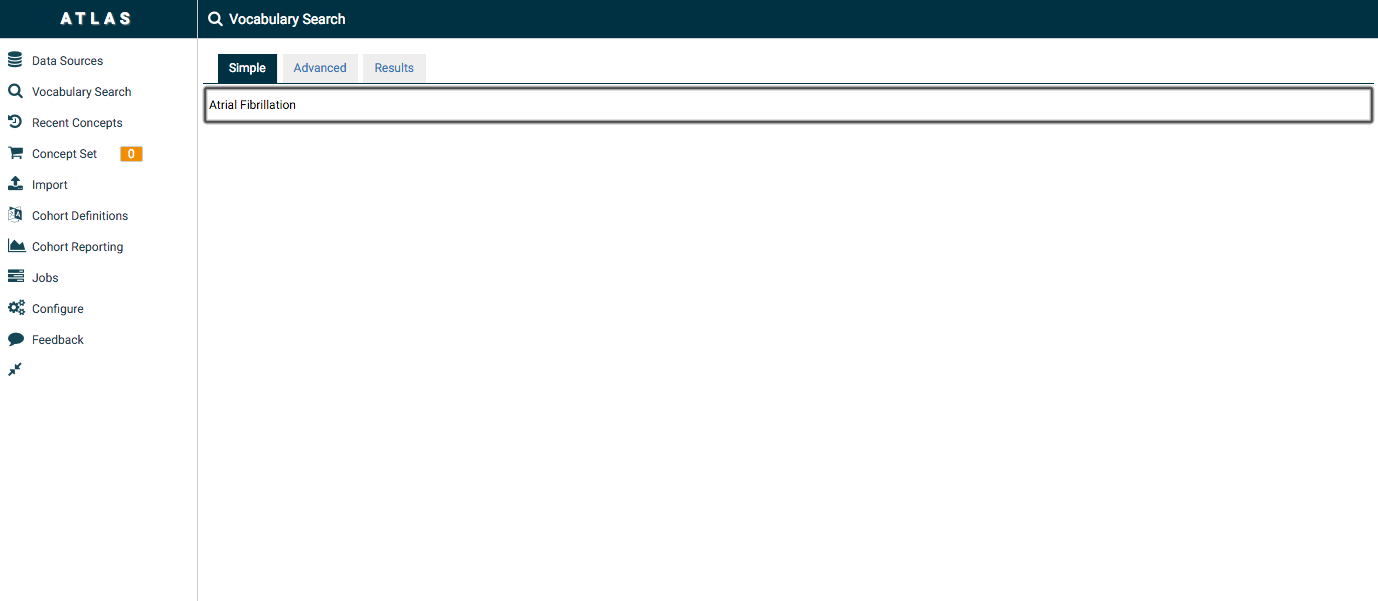 ATLAS
Vocabulary Search
Data Sources
Vocabulary Search
Recent Concepts
Concept Set 0
Import
Cohort Definitions
Cohort Reporting
Jobs
Configure
Feedback
Simple Advanced Results
Atrial Fibrillation